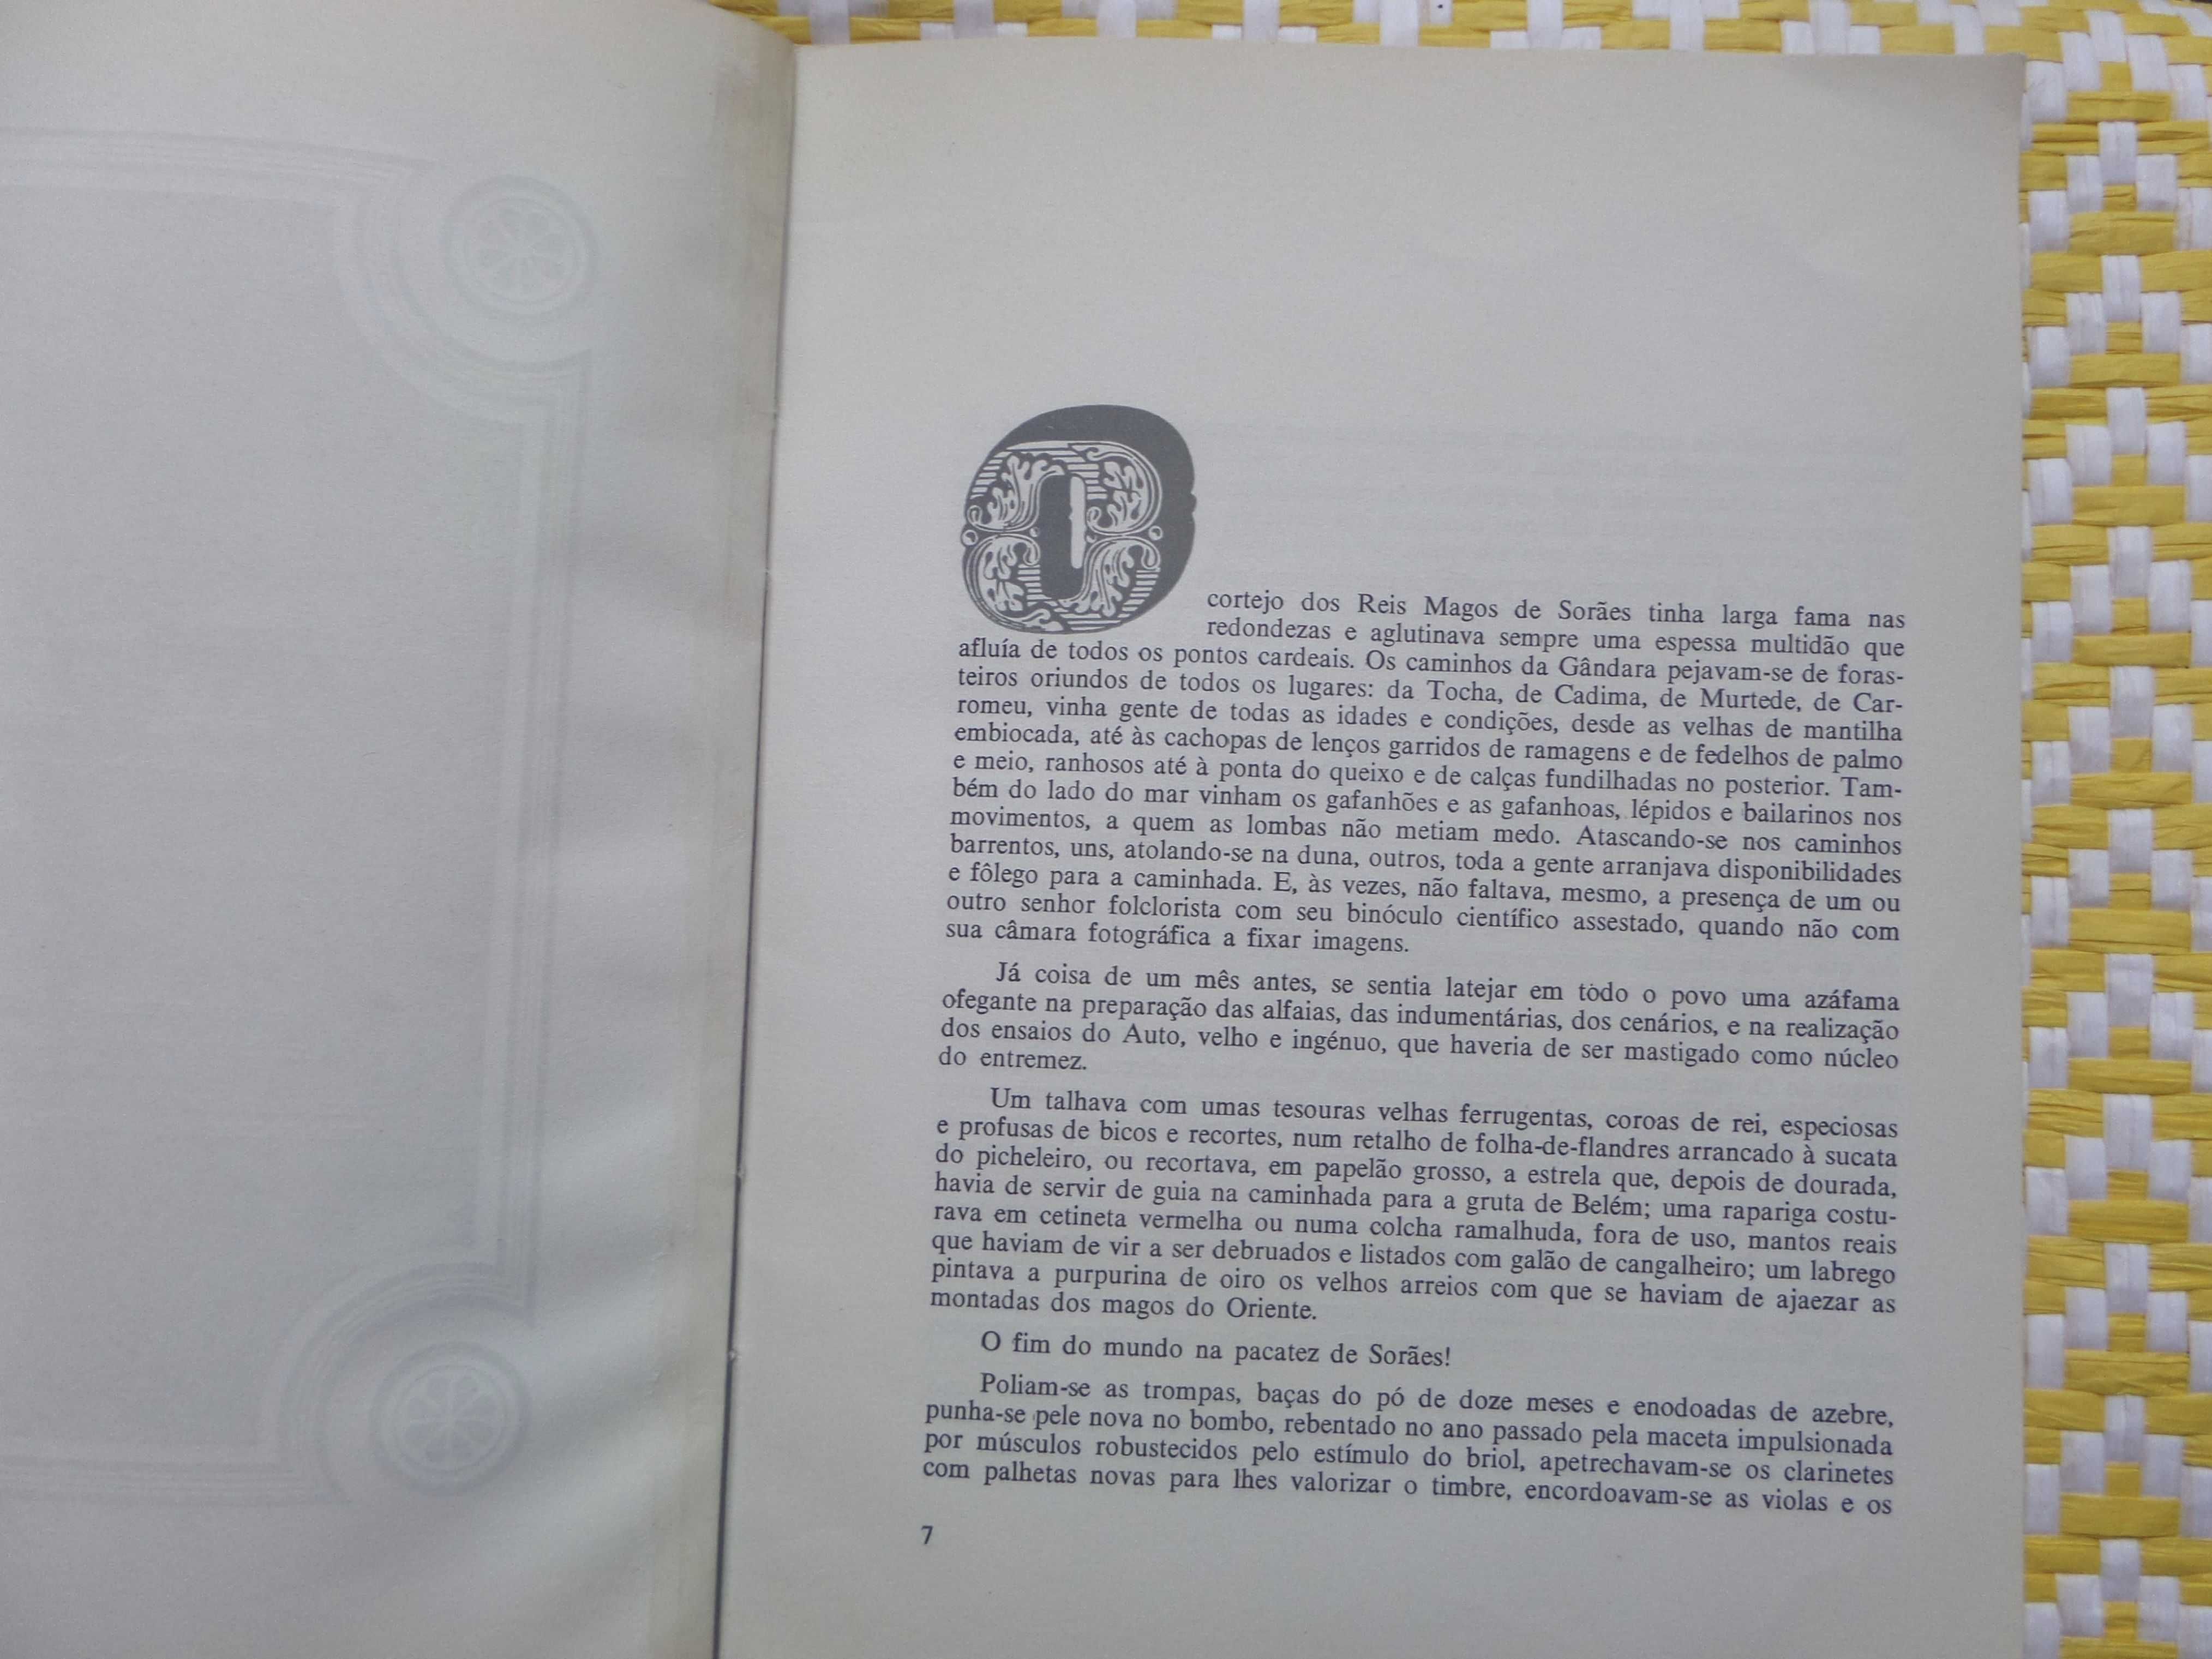 O
cortejo dos Reis Magos de Sorães tinha larga fama nas
redondezas e aglutinava sempre uma espessa multidão que
afluía de todos os pontos cardeais. Os caminhos da Gândara pejavam-se de foras-
teiros oriundos de todos os lugares: da Tocha, de Cadima, de Murtede, de Car-
romeu, vinha gente de todas as idades e condições, desde as velhas de mantilha
embiocada, até às cachopas de lenços garridos de ramagens e de fedelhos de palmo
e meio, ranhosos até à ponta do queixo e de calças fundilhadas no posterior. Tam-
bém do lado do mar vinham os gafanhões e as gafanhoas, lépidos e bailarinos nos
movimentos, a quem as lombas não metiam medo. Atascando-se nos caminhos
barrentos, uns, atolando-se na duna, outros, toda a gente arranjava disponibilidades
e fôlego para a caminhada. E, às vezes, não faltava, mesmo, a presença de um ou
outro senhor folclorista com seu binóculo científico assestado, quando não com
sua câmara fotográfica a fixar imagens.
Já coisa de um mês antes, se sentia latejar em todo o povo uma azáfama
ofegante na preparação das alfaias, das indumentárias, dos cenários, e na realização
dos ensaios do Auto, velho e ingénuo, que haveria de ser mastigado como núcleo
do entremez.
Um talhava com umas tesouras velhas ferrugentas, coroas de rei, especiosas
e profusas de bicos e recortes, num retalho de folha-de-flandres arrancado à sucata
do picheleiro, ou recortava, em papelão grosso, a estrela que, depois de dourada,
havia de servir de guia na caminhada para a gruta de Belém; uma rapariga costu-
rava em cetineta vermelha ou numa colcha ramalhuda, fora de uso, mantos reais
que haviam de vir a ser debruados e listados com galão de cangalheiro; um labrego
pintava a purpurina de oiro os velhos arreios com que se haviam de ajaezar as
montadas dos magos do Oriente.
O fim do mundo na pacatez de Sorães!
Poliam-se as trompas, baças do pó de doze meses e enodoadas de azebre,
punha-se pele nova no bombo, rebentado no ano passado pela maceta impulsionada
por músculos robustecidos pelo estímulo do briol, apetrechavam-se os clarinetes
com palhetas novas para lhes valorizar o timbre, encordoavam-se as violas e os
7